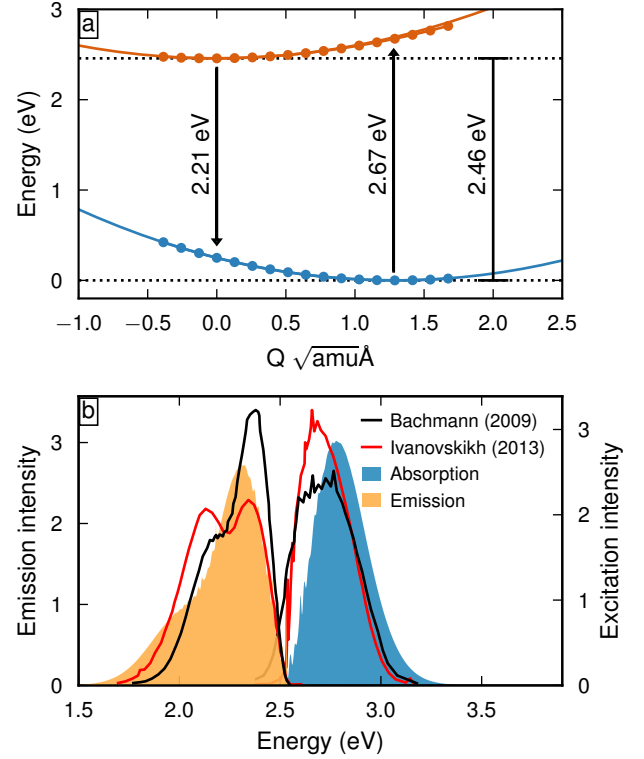 a
3
2
1
0
Energy (eV)
2.21 eV
2.67 eV
2.46 eV
−1.0 −0.5 0.0 0.5 1.0 1.5 2.0 2.5
Q √amuÅ
b
Bachmann (2009)
Ivanovskikh (2013)
Absorption
Emission
3
2
1
0
Emission intensity
3
2
1
0
Excitation intensity
1.5 2.0 2.5 3.0 3.5
Energy (eV)